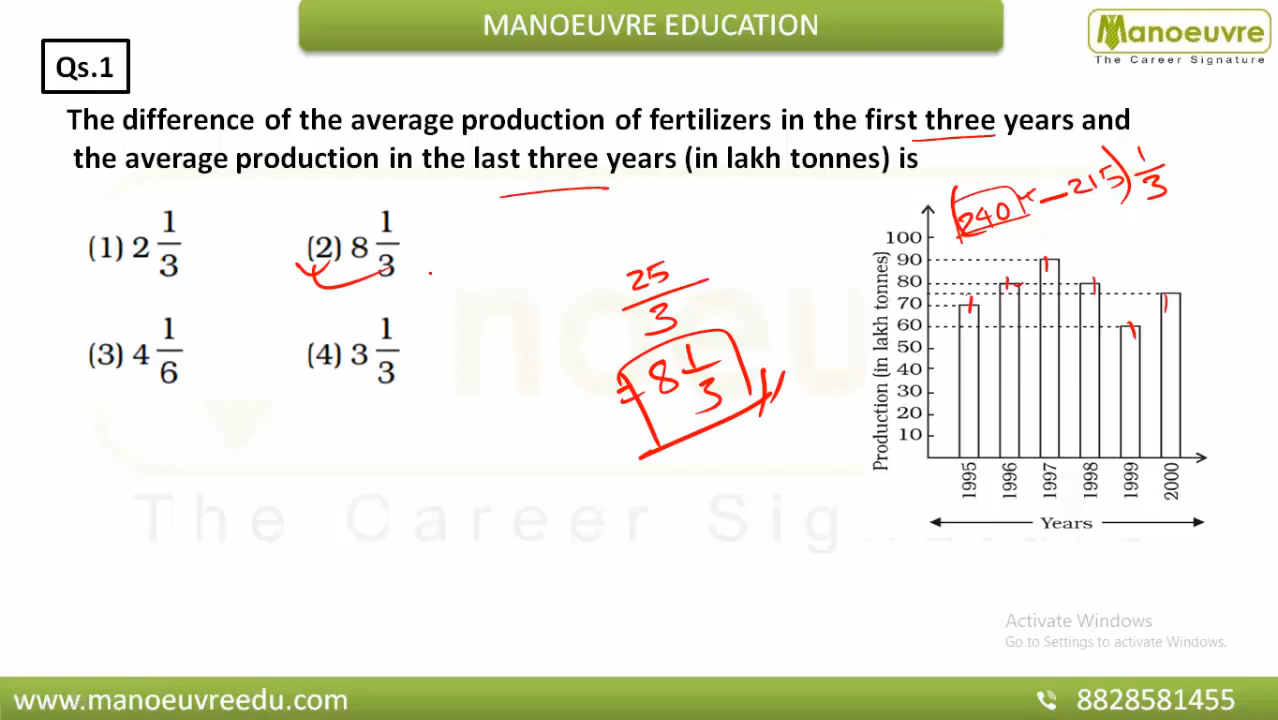 MANOEUVRE EDUCATION
Manoeuvre
The Career Signature
Qs.1
The difference of the average production of fertilizers in the first three years and
the average production in the last three years (in lakh tonnes) is
(240 - 215) 1/3
(1) 2 1/3
(2) 8 1/3
(3) 4 1/6
(4) 3 1/3
25/3
= 8 1/3
Production (in lakh tonnes)
100
90
80
70
60
50
40
30
20
10
1995
1996
1997
1998
1999
2000
Years
The Career Signature
Activate Windows
Go to Settings to activate Windows.
www.manoeuvreedu.com
8828581455